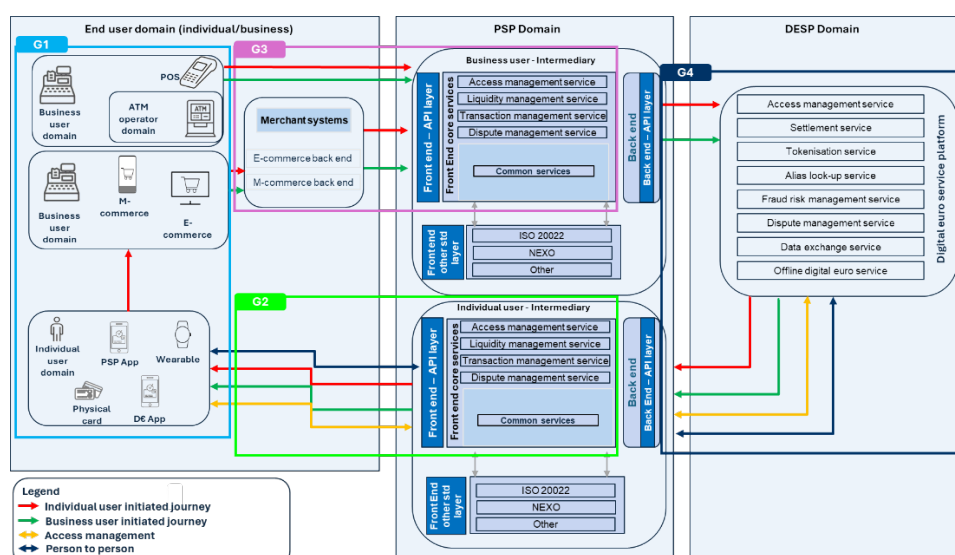 End user domain (individual/business)
PSP Domain
DESP Domain
G1
G3
G4
POS
Business
user
domain
ATM
operator
domain
ATM
Business user
domain
M-
commerce
E-
commerce
Merchant systems
E-commerce back end
M-commerce back end
Business user - Intermediary
Front end – API layer
Front End core services
Access management service
Liquidity management service
Transaction management service
Dispute management service
Common services
Back end
Back end – API layer
Frontend
other std
layer
ISO 20022
NEXO
Other
Access management service
Settlement service
Tokenisation service
Alias look-up service
Fraud risk management service
Dispute management service
Data exchange service
Offline digital euro service
Digital euro service platform
G2
Individual
user
domain
PSP App
Wearable
Physical
card
D€ App
Individual user - Intermediary
Front end – API layer
Front end core services
Access management service
Liquidity management service
Transaction management service
Dispute management service
Common services
Back end
Back End – API layer
FrontEnd
other std
layer
ISO 20022
NEXO
Other
Legend
Individual user initiated journey
Business user initiated journey
Access management
Person to person